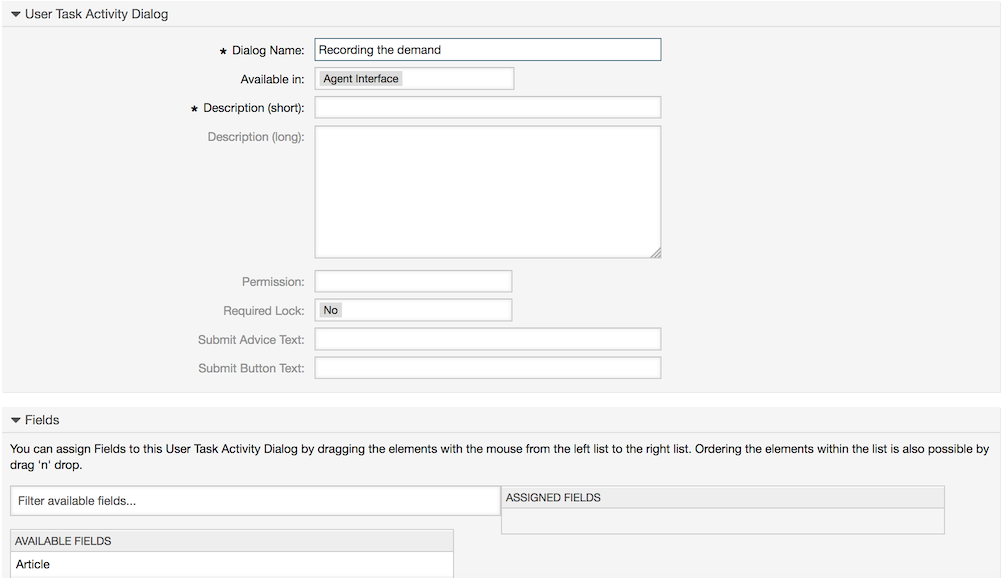 User Task Activity Dialog
★ Dialog Name: Recording the demand
Available in: Agent Interface
★ Description (short):
Description (long):
Permission:
Required Lock: No
Submit Advice Text:
Submit Button Text:
Fields
You can assign Fields to this User Task Activity Dialog by dragging the elements with the mouse from the left list to the right list. Ordering the elements within the list is also possible by
drag 'n' drop.
Filter available fields...
ASSIGNED FIELDS
AVAILABLE FIELDS
Article